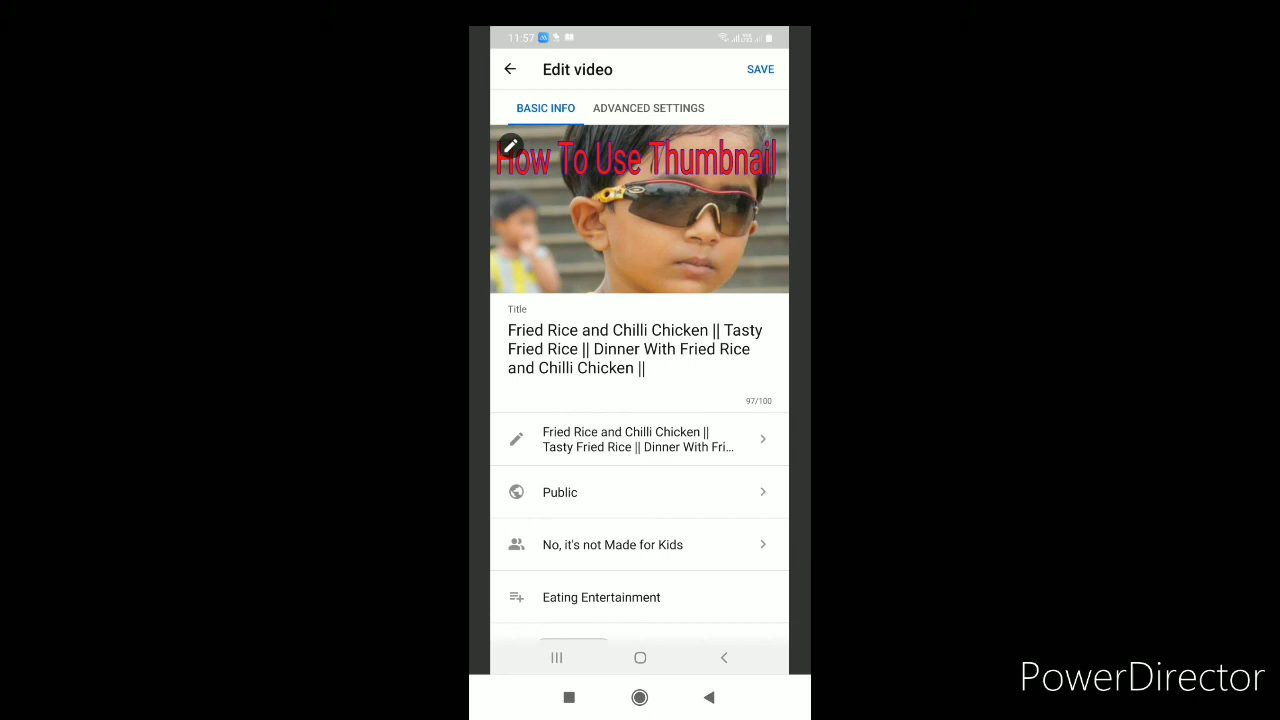 11:57
Edit video
SAVE
BASIC INFO
ADVANCED SETTINGS
How To Use Thumbnail
Title
Fried Rice and Chilli Chicken || Tasty
Fried Rice || Dinner With Fried Rice
and Chilli Chicken ||
97/100
Fried Rice and Chilli Chicken ||
Tasty Fried Rice || Dinner With Fri...
Public
No, it's not Made for Kids
Eating Entertainment
PowerDirector